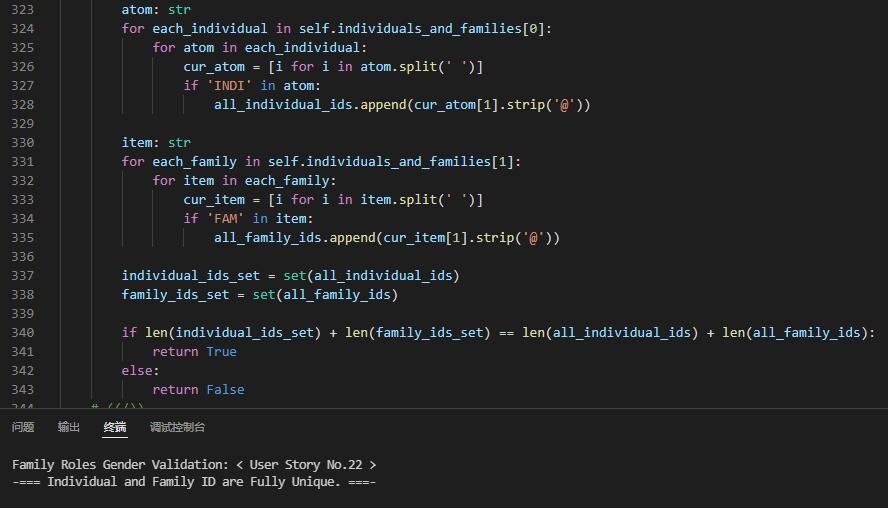 323 atom: str
324 for each_individual in self.individuals_and_families[0]:
325 for atom in each_individual:
326 cur_atom = [i for i in atom.split(' ')]
327 if 'INDI' in atom:
328 all_individual_ids.append(cur_atom[1].strip('@'))
329
330 item: str
331 for each_family in self.individuals_and_families[1]:
332 for item in each_family:
333 cur_item = [i for i in item.split(' ')]
334 if 'FAM' in item:
335 all_family_ids.append(cur_item[1].strip('@'))
336
337 individual_ids_set = set(all_individual_ids)
338 family_ids_set = set(all_family_ids)
339
340 if len(individual_ids_set) + len(family_ids_set) == len(all_individual_ids) + len(all_family_ids):
341 return True
342 else:
343 return False
问题 输出 终端 调试控制台
Family Roles Gender Validation: < User Story No.22 >
-=== Individual and Family ID are Fully Unique. ===-